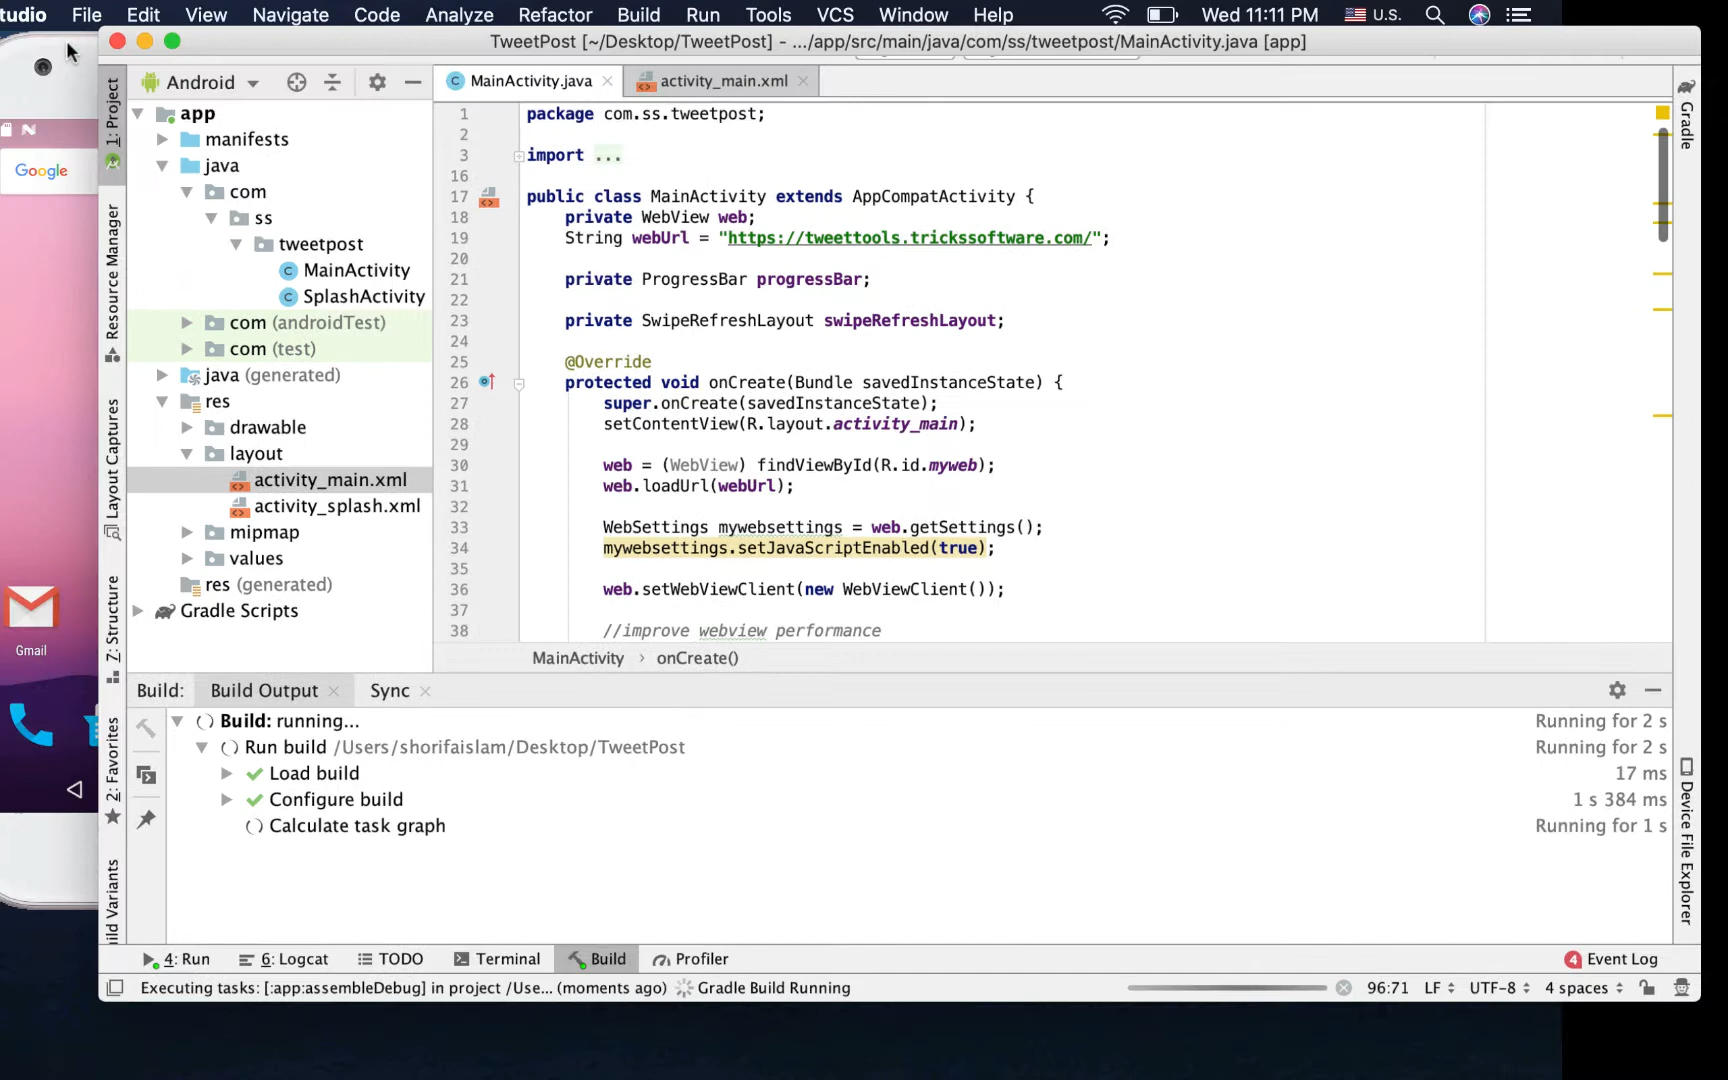 tudio File Edit View Navigate Code Analyze Refactor Build Run Tools VCS Window Help Wed 11:11 PM U.S.
TweetPost [~/Desktop/TweetPost] - .../app/src/main/java/com/ss/tweetpost/MainActivity.java [app]
Google
Gmail
1: Project
Resource Manager
Layout Captures
7: Structure
2: Favorites
ild Variants
Android
app
manifests
java
com
ss
tweetpost
MainActivity
SplashActivity
com (androidTest)
com (test)
java (generated)
res
drawable
layout
activity_main.xml
activity_splash.xml
mipmap
values
res (generated)
Gradle Scripts
MainActivity.java activity_main.xml
1 package com.ss.tweetpost;
2
3 import ...
16
17 public class MainActivity extends AppCompatActivity {
18 private WebView web;
19 String webUrl = "https://tweettools.trickssoftware.com/";
20
21 private ProgressBar progressBar;
22
23 private SwipeRefreshLayout swipeRefreshLayout;
24
25 @Override
26 protected void onCreate(Bundle savedInstanceState) {
27 super.onCreate(savedInstanceState);
28 setContentView(R.layout.activity_main);
29
30 web = (WebView) findViewById(R.id.myweb);
31 web.loadUrl(webUrl);
32
33 WebSettings mywebsettings = web.getSettings();
34 mywebsettings.setJavaScriptEnabled(true);
35
36 web.setWebViewClient(new WebViewClient());
37
38 //improve webview performance
MainActivity › onCreate()
Gradle
Device File Explorer
Build: Build Output Sync
Build: running... Running for 2 s
Run build /Users/shorifaislam/Desktop/TweetPost Running for 2 s
Load build 17 ms
Configure build 1 s 384 ms
Calculate task graph Running for 1 s
4: Run 6: Logcat TODO Terminal Build Profiler 4 Event Log
Executing tasks: [:app:assembleDebug] in project /Use... (moments ago) Gradle Build Running 96:71 LF UTF-8 4 spaces